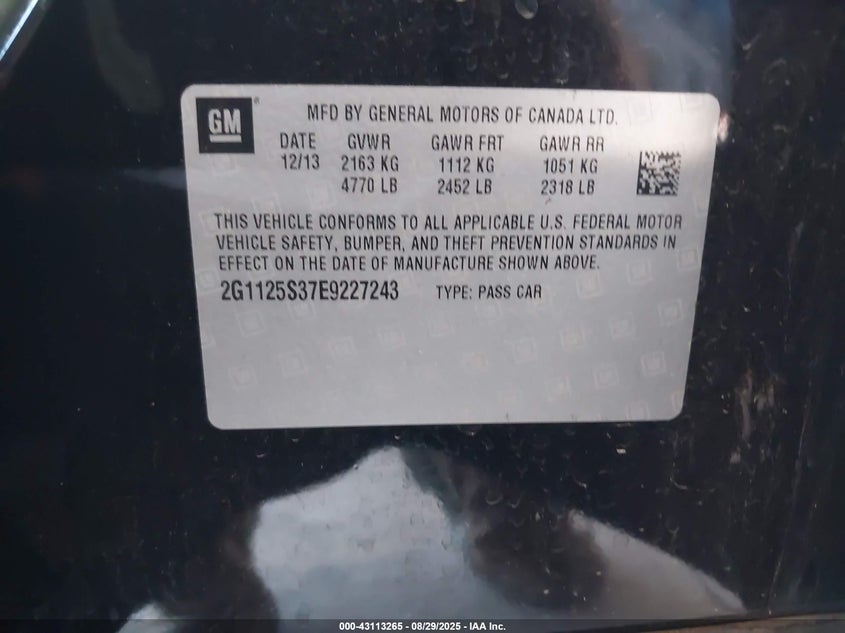 GM
MFD BY GENERAL MOTORS OF CANADA LTD.
DATE GVWR GAWR FRT GAWR RR
12/13 2163 KG 1112 KG 1051 KG
4770 LB 2452 LB 2318 LB
THIS VEHICLE CONFORMS TO ALL APPLICABLE U.S. FEDERAL MOTOR
VEHICLE SAFETY, BUMPER, AND THEFT PREVENTION STANDARDS IN
EFFECT ON THE DATE OF MANUFACTURE SHOWN ABOVE.
2G1125S37E9227243 TYPE: PASS CAR
000-43113265 - 08/29/2025 - IAA Inc.